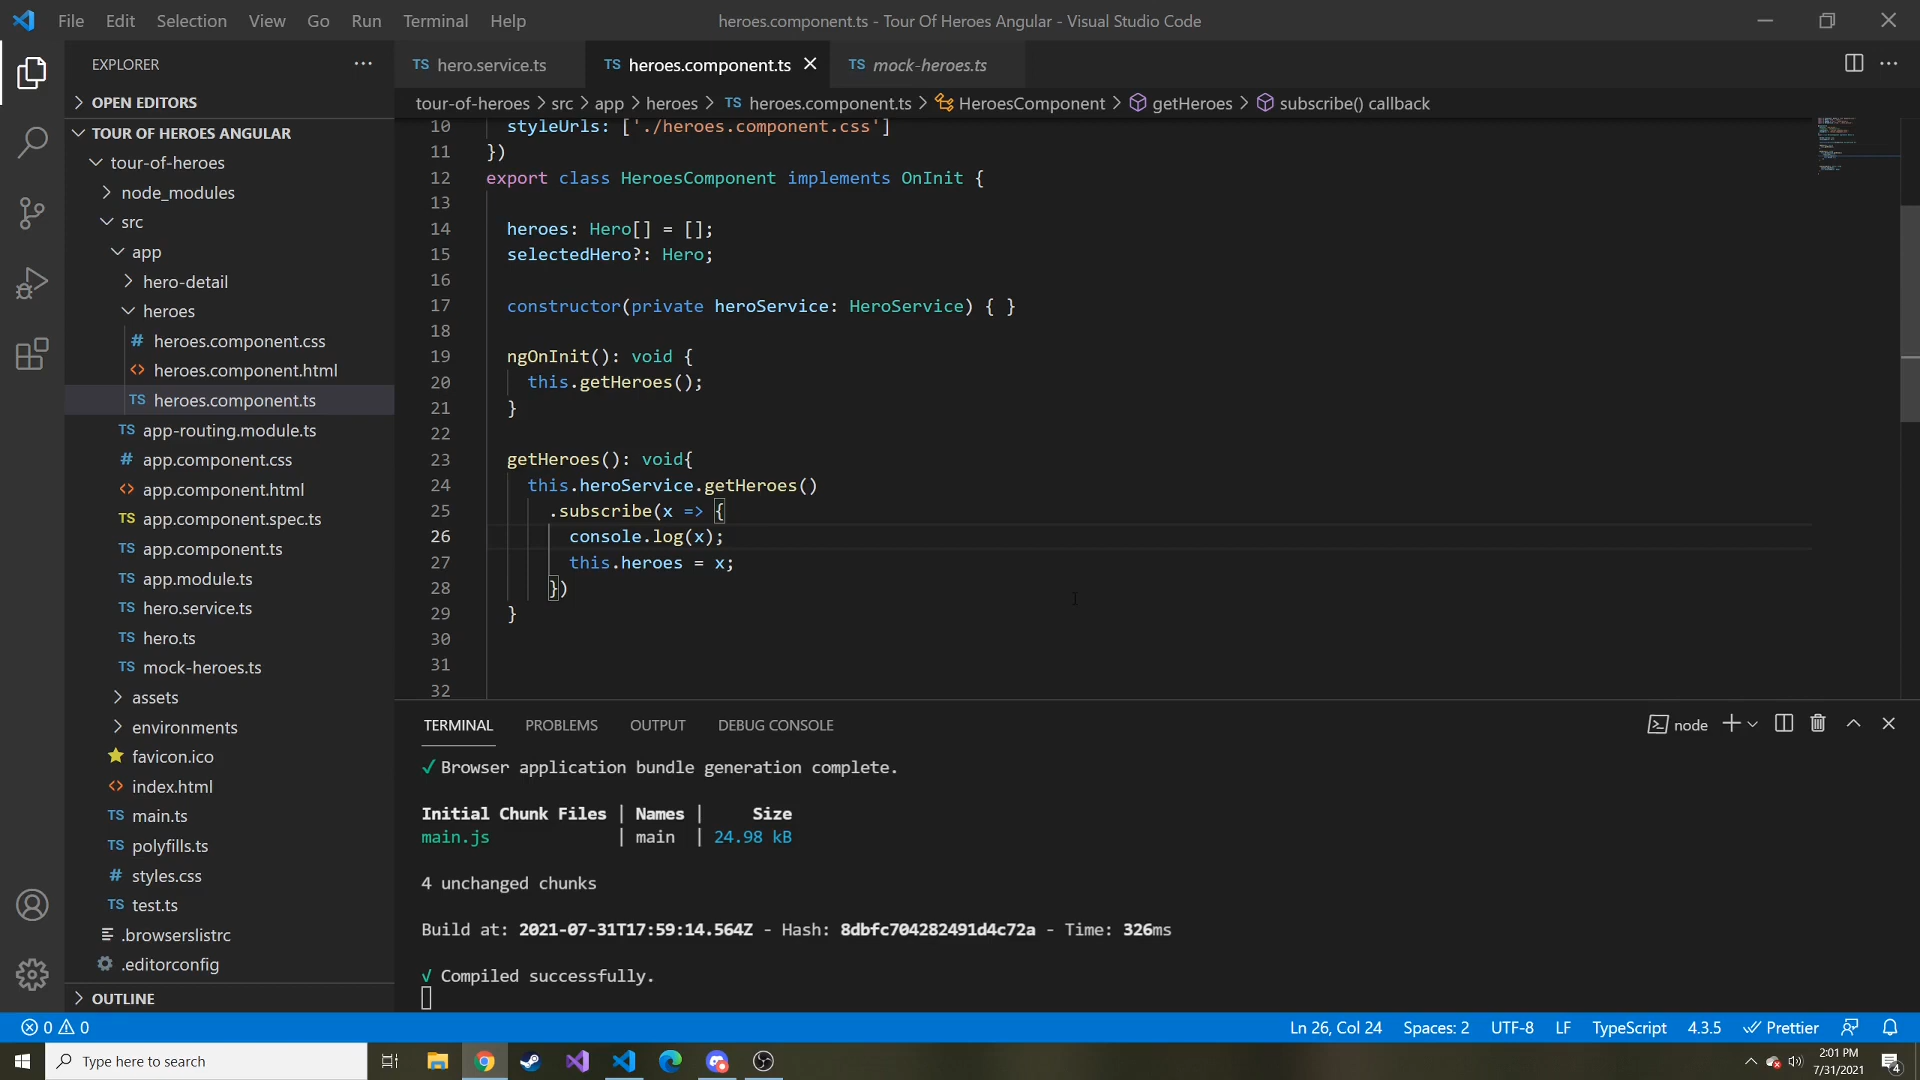 File Edit Selection View Go Run Terminal Help
heroes.component.ts - Tour Of Heroes Angular - Visual Studio Code
EXPLORER
OPEN EDITORS
TOUR OF HEROES ANGULAR
tour-of-heroes
node_modules
src
app
hero-detail
heroes
# heroes.component.css
<> heroes.component.html
TS heroes.component.ts
TS app-routing.module.ts
# app.component.css
<> app.component.html
TS app.component.spec.ts
TS app.component.ts
TS app.module.ts
TS hero.service.ts
TS hero.ts
TS mock-heroes.ts
assets
environments
favicon.ico
<> index.html
TS main.ts
TS polyfills.ts
# styles.css
TS test.ts
.browserslistrc
.editorconfig
OUTLINE
TS hero.service.ts TS heroes.component.ts TS mock-heroes.ts
tour-of-heroes > src > app > heroes > TS heroes.component.ts > HeroesComponent > getHeroes > subscribe() callback
10 styleUrls: ['./heroes.component.css']
11 })
12 export class HeroesComponent implements OnInit {
13
14 heroes: Hero[] = [];
15 selectedHero?: Hero;
16
17 constructor(private heroService: HeroService) { }
18
19 ngOnInit(): void {
20 this.getHeroes();
21 }
22
23 getHeroes(): void{
24 this.heroService.getHeroes()
25 .subscribe(x => {
26 console.log(x);
27 this.heroes = x;
28 })
29 }
30
31
32
TERMINAL PROBLEMS OUTPUT DEBUG CONSOLE
node
✓ Browser application bundle generation complete.
Initial Chunk Files | Names | Size
main.js | main | 24.98 kB
4 unchanged chunks
Build at: 2021-07-31T17:59:14.564Z - Hash: 8dbfc704282491d4c72a - Time: 326ms
√ Compiled successfully.
0 0
Ln 26, Col 24 Spaces: 2 UTF-8 LF TypeScript 4.3.5 Prettier
Type here to search
2:01 PM
7/31/2021
4